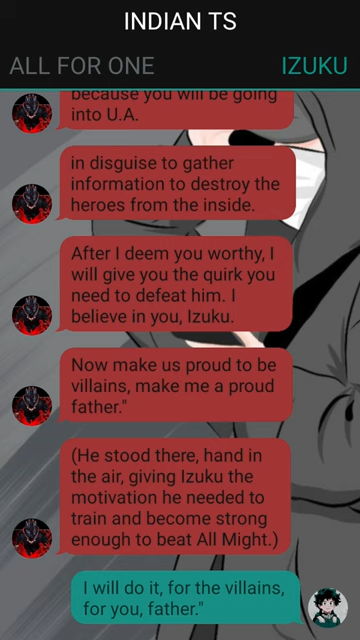 INDIAN TS
ALL FOR ONE
IZUKU
because you will be going
into U.A.
in disguise to gather
information to destroy the
heroes from the inside.
After I deem you worthy, I
will give you the quirk you
need to defeat him. I
believe in you, Izuku.
Now make us proud to be
villains, make me a proud
father."
(He stood there, hand in
the air, giving Izuku the
motivation he needed to
train and become strong
enough to beat All Might.)
I will do it, for the villains,
for you, father."